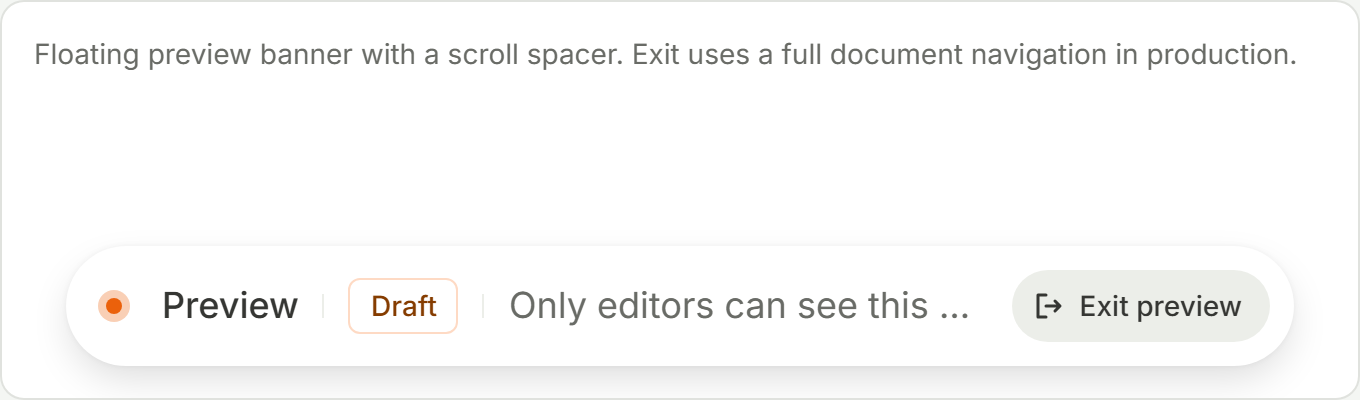 Floating preview banner with a scroll spacer. Exit uses a full document navigation in production.
Preview Draft Only editors can see this ... Exit preview